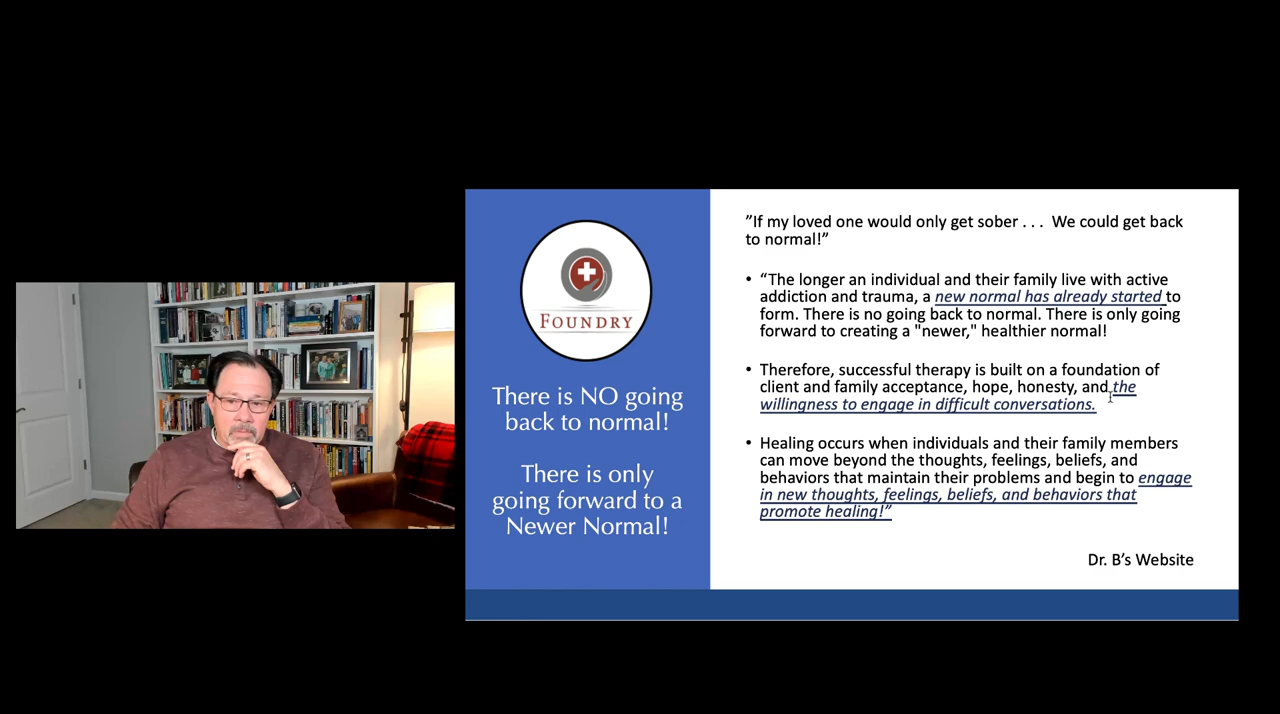 FOUNDRY
There is NO going
back to normal!
There is only
going forward to a
Newer Normal!
”If my loved one would only get sober . . .  We could get back
to normal!”
• “The longer an individual and their family live with active
addiction and trauma, a new normal has already started to
form. There is no going back to normal. There is only going
forward to creating a "newer," healthier normal!
• Therefore, successful therapy is built on a foundation of
client and family acceptance, hope, honesty, and the
willingness to engage in difficult conversations.
• Healing occurs when individuals and their family members
can move beyond the thoughts, feelings, beliefs, and
behaviors that maintain their problems and begin to engage
in new thoughts, feelings, beliefs, and behaviors that
promote healing!”
Dr. B’s Website